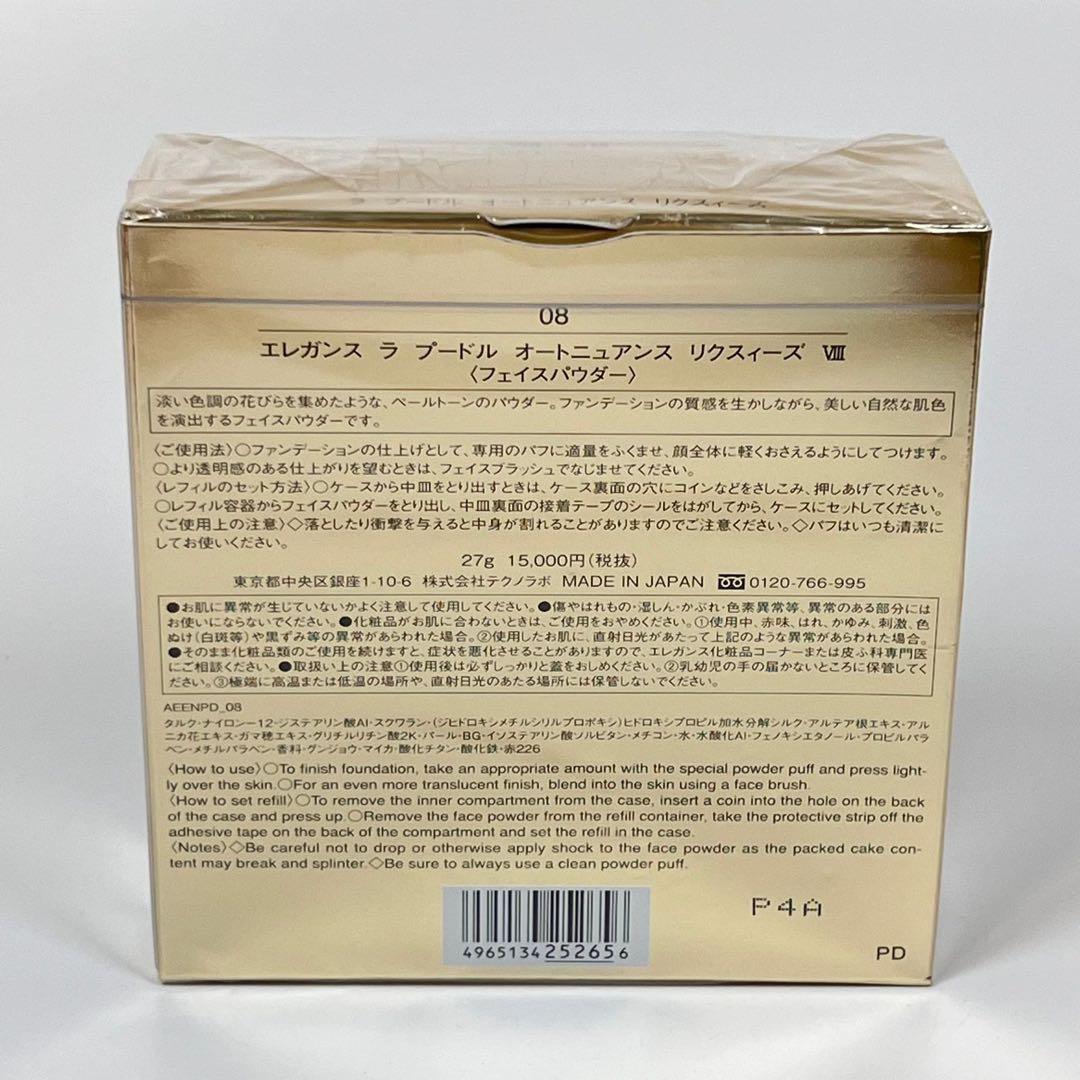 ラ プードル オートニュアンス リクスィーズ
08
エレガンス ラ プードル オートニュアンス リクスィーズ Ⅷ
〈フェイスパウダー〉
淡い色調の花びらを集めたような、ペールトーンのパウダー。ファンデーションの質感を生かしながら、美しい自然な肌色
を演出するフェイスパウダーです。
〈ご使用法〉○ファンデーションの仕上げとして、専用のパフに適量をふくませ、顔全体に軽くおさえるようにしてつけます。
○より透明感のある仕上がりを望むときは、フェイスブラッシュでなじませてください。
〈レフィルのセット方法〉○ケースから中皿をとり出すときは、ケース裏面の穴にコインなどをさしこみ、押しあげてください。
○レフィル容器からフェイスパウダーをとり出し、中皿裏面の接着テープのシールをはがしてから、ケースにセットしてください。
〈ご使用上の注意〉◇落としたり衝撃を与えると中身が割れることがありますのでご注意ください。◇パフはいつも清潔に
してお使いください。
27g 15,000円(税抜)
東京都中央区銀座1-10-6 株式会社テクノラボ MADE IN JAPAN 0120-766-995
●お肌に異常が生じていないかよく注意して使用してください。●傷やはれもの・湿しん・かぶれ・色素異常等、異常のある部分には
お使いにならないでください。●化粧品がお肌に合わないときは、ご使用をおやめください。①使用中、赤味、はれ、かゆみ、刺激、色
ぬけ(白斑等)や黒ずみ等の異常があらわれた場合。②使用したお肌に、直射日光があたって上記のような異常があらわれた場合。
●そのまま化粧品類のご使用を続けますと、症状を悪化させることがありますので、エレガンス化粧品コーナーまたは皮ふ科専門医
にご相談ください。●取扱い上の注意①使用後は必ずしっかりと蓋をおしめください。②乳幼児の手の届かないところに保管してく
ださい。③極端に高温または低温の場所や、直射日光のあたる場所には保管しないでください。
AEENPD_08
タルク・ナイロン－12・ジステアリン酸Al・スクワラン・(ジヒドロキシメチルシリルプロポキシ)ヒドロキシプロピル加水分解シルク・アルテア根エキス・アル
ニカ花エキス・ガマ穂エキス・グリチルリチン酸2K・パール・BG・イソステアリン酸ソルビタン・メチコン・水・水酸化Al・フェノキシエタノール・プロピルパラ
ベン・メチルパラベン・香料・グンジョウ・マイカ・酸化チタン・酸化鉄・赤226
〈How to use〉○To finish foundation, take an appropriate amount with the special powder puff and press light-
ly over the skin.○For an even more translucent finish, blend into the skin using a face brush.
〈How to set refill〉○To remove the inner compartment from the case, insert a coin into the hole on the back
of the case and press up.○Remove the face powder from the refill container, take the protective strip off the
adhesive tape on the back of the compartment and set the refill in the case.
〈Notes〉◇Be careful not to drop or otherwise apply shock to the face powder as the packed cake con-
tent may break and splinter.◇Be sure to always use a clean powder puff.
P4A
4965134252656
PD